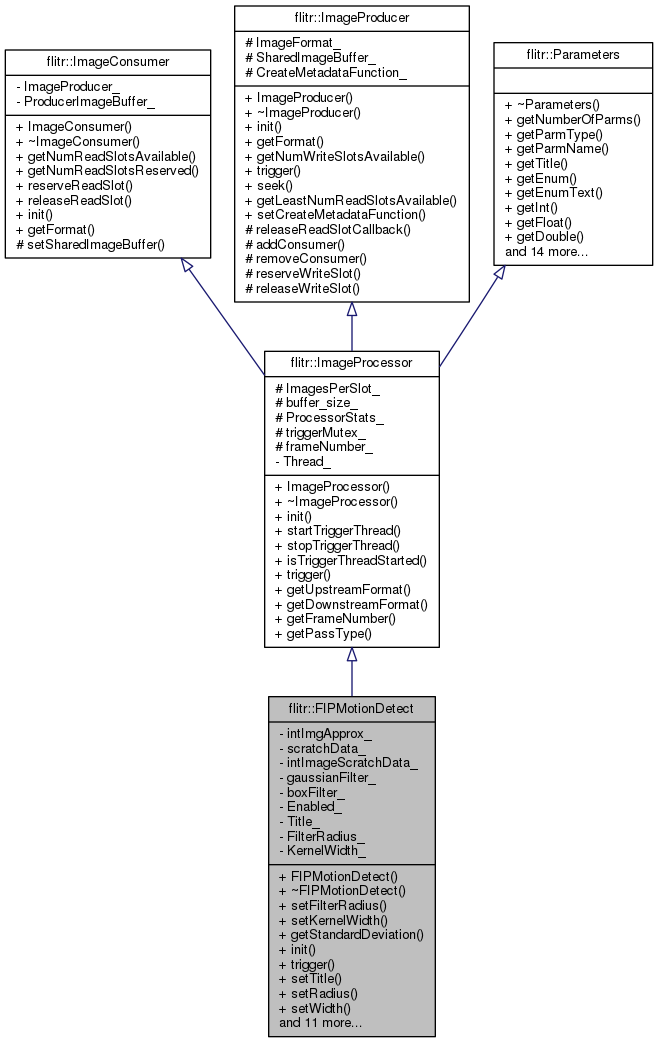 flitr::ImageConsumer
- ImageProducer_
- ProducerImageBuffer_
+ ImageConsumer()
+ ~ImageConsumer()
+ getNumReadSlotsAvailable()
+ getNumReadSlotsReserved()
+ reserveReadSlot()
+ releaseReadSlot()
+ init()
+ getFormat()
# setSharedImageBuffer()
flitr::ImageProducer
# ImageFormat_
# SharedImageBuffer_
# CreateMetadataFunction_
+ ImageProducer()
+ ~ImageProducer()
+ init()
+ getFormat()
+ getNumWriteSlotsAvailable()
+ trigger()
+ seek()
+ getLeastNumReadSlotsAvailable()
+ setCreateMetadataFunction()
# releaseReadSlotCallback()
# addConsumer()
# removeConsumer()
# reserveWriteSlot()
# releaseWriteSlot()
flitr::Parameters
+ ~Parameters()
+ getNumberOfParms()
+ getParmType()
+ getParmName()
+ getTitle()
+ getEnum()
+ getEnumText()
+ getInt()
+ getFloat()
+ getDouble()
and 14 more...
flitr::ImageProcessor
# ImagesPerSlot_
# buffer_size_
# ProcessorStats_
# triggerMutex_
# frameNumber_
- Thread_
+ ImageProcessor()
+ ~ImageProcessor()
+ init()
+ startTriggerThread()
+ stopTriggerThread()
+ isTriggerThreadStarted()
+ trigger()
+ getUpstreamFormat()
+ getDownstreamFormat()
+ getFrameNumber()
+ getPassType()
flitr::FIPMotionDetect
- intImgApprox_
- scratchData_
- intImageScratchData_
- gaussianFilter_
- boxFilter_
- Enabled_
- Title_
- FilterRadius_
- KernelWidth_
+ FIPMotionDetect()
+ ~FIPMotionDetect()
+ setFilterRadius()
+ setKernelWidth()
+ getStandardDeviation()
+ init()
+ trigger()
+ setTitle()
+ setRadius()
+ setWidth()
and 11 more...